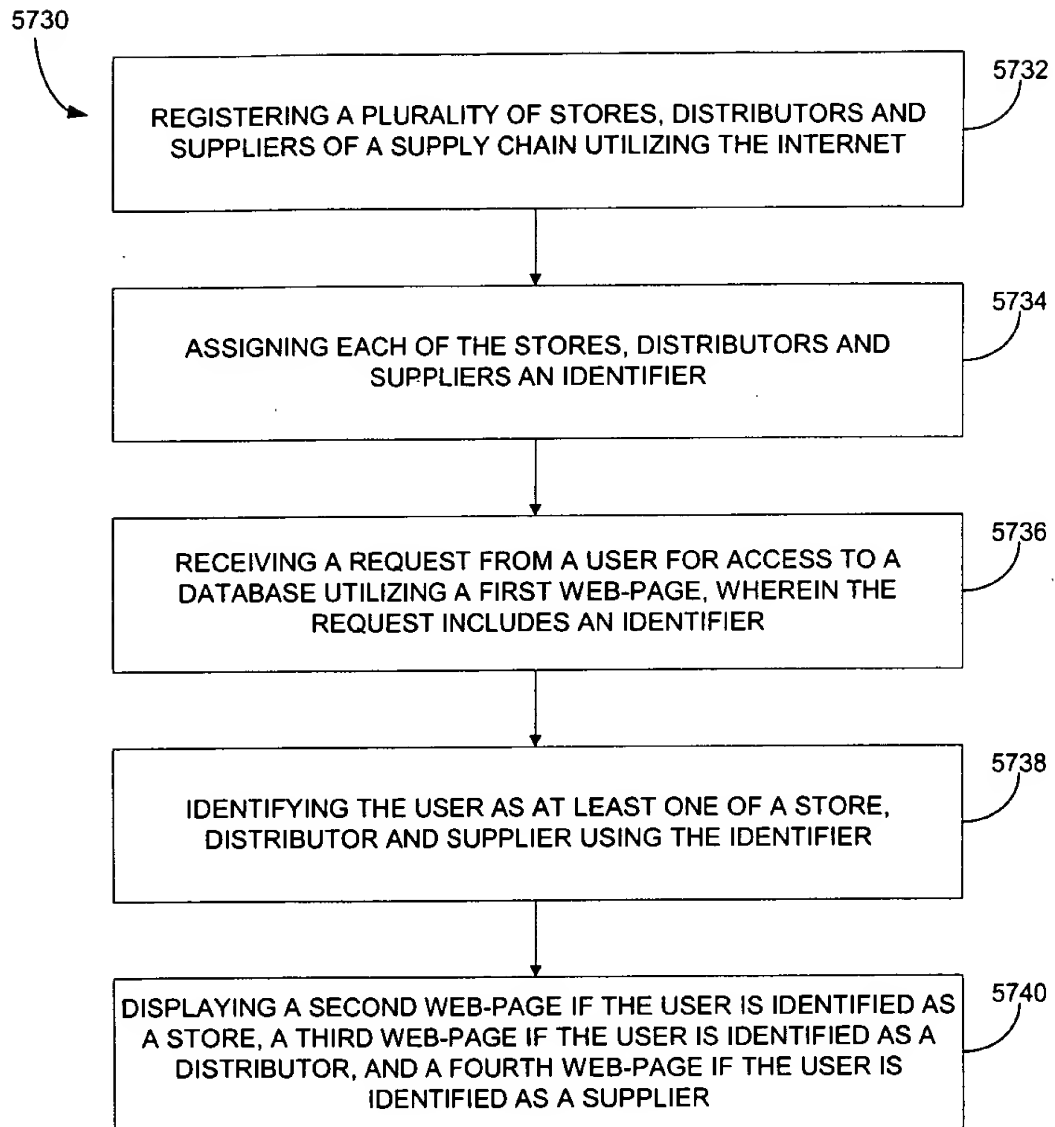 5730
5732
REGISTERING A PLURALITY OF STORES, DISTRIBUTORS AND
SUPPLIERS OF A SUPPLY CHAIN UTILIZING THE INTERNET
5734
ASSIGNING EACH OF THE STORES, DISTRIBUTORS AND
SUPPLIERS AN IDENTIFIER
5736
RECEIVING A REQUEST FROM A USER FOR ACCESS TO A
DATABASE UTILIZING A FIRST WEB-PAGE, WHEREIN THE
REQUEST INCLUDES AN IDENTIFIER
5738
IDENTIFYING THE USER AS AT LEAST ONE OF A STORE,
DISTRIBUTOR AND SUPPLIER USING THE IDENTIFIER
5740
DISPLAYING A SECOND WEB-PAGE IF THE USER IS IDENTIFIED AS
A STORE, A THIRD WEB-PAGE IF THE USER IS IDENTIFIED AS A
DISTRIBUTOR, AND A FOURTH WEB-PAGE IF THE USER IS
IDENTIFIED AS A SUPPLIER